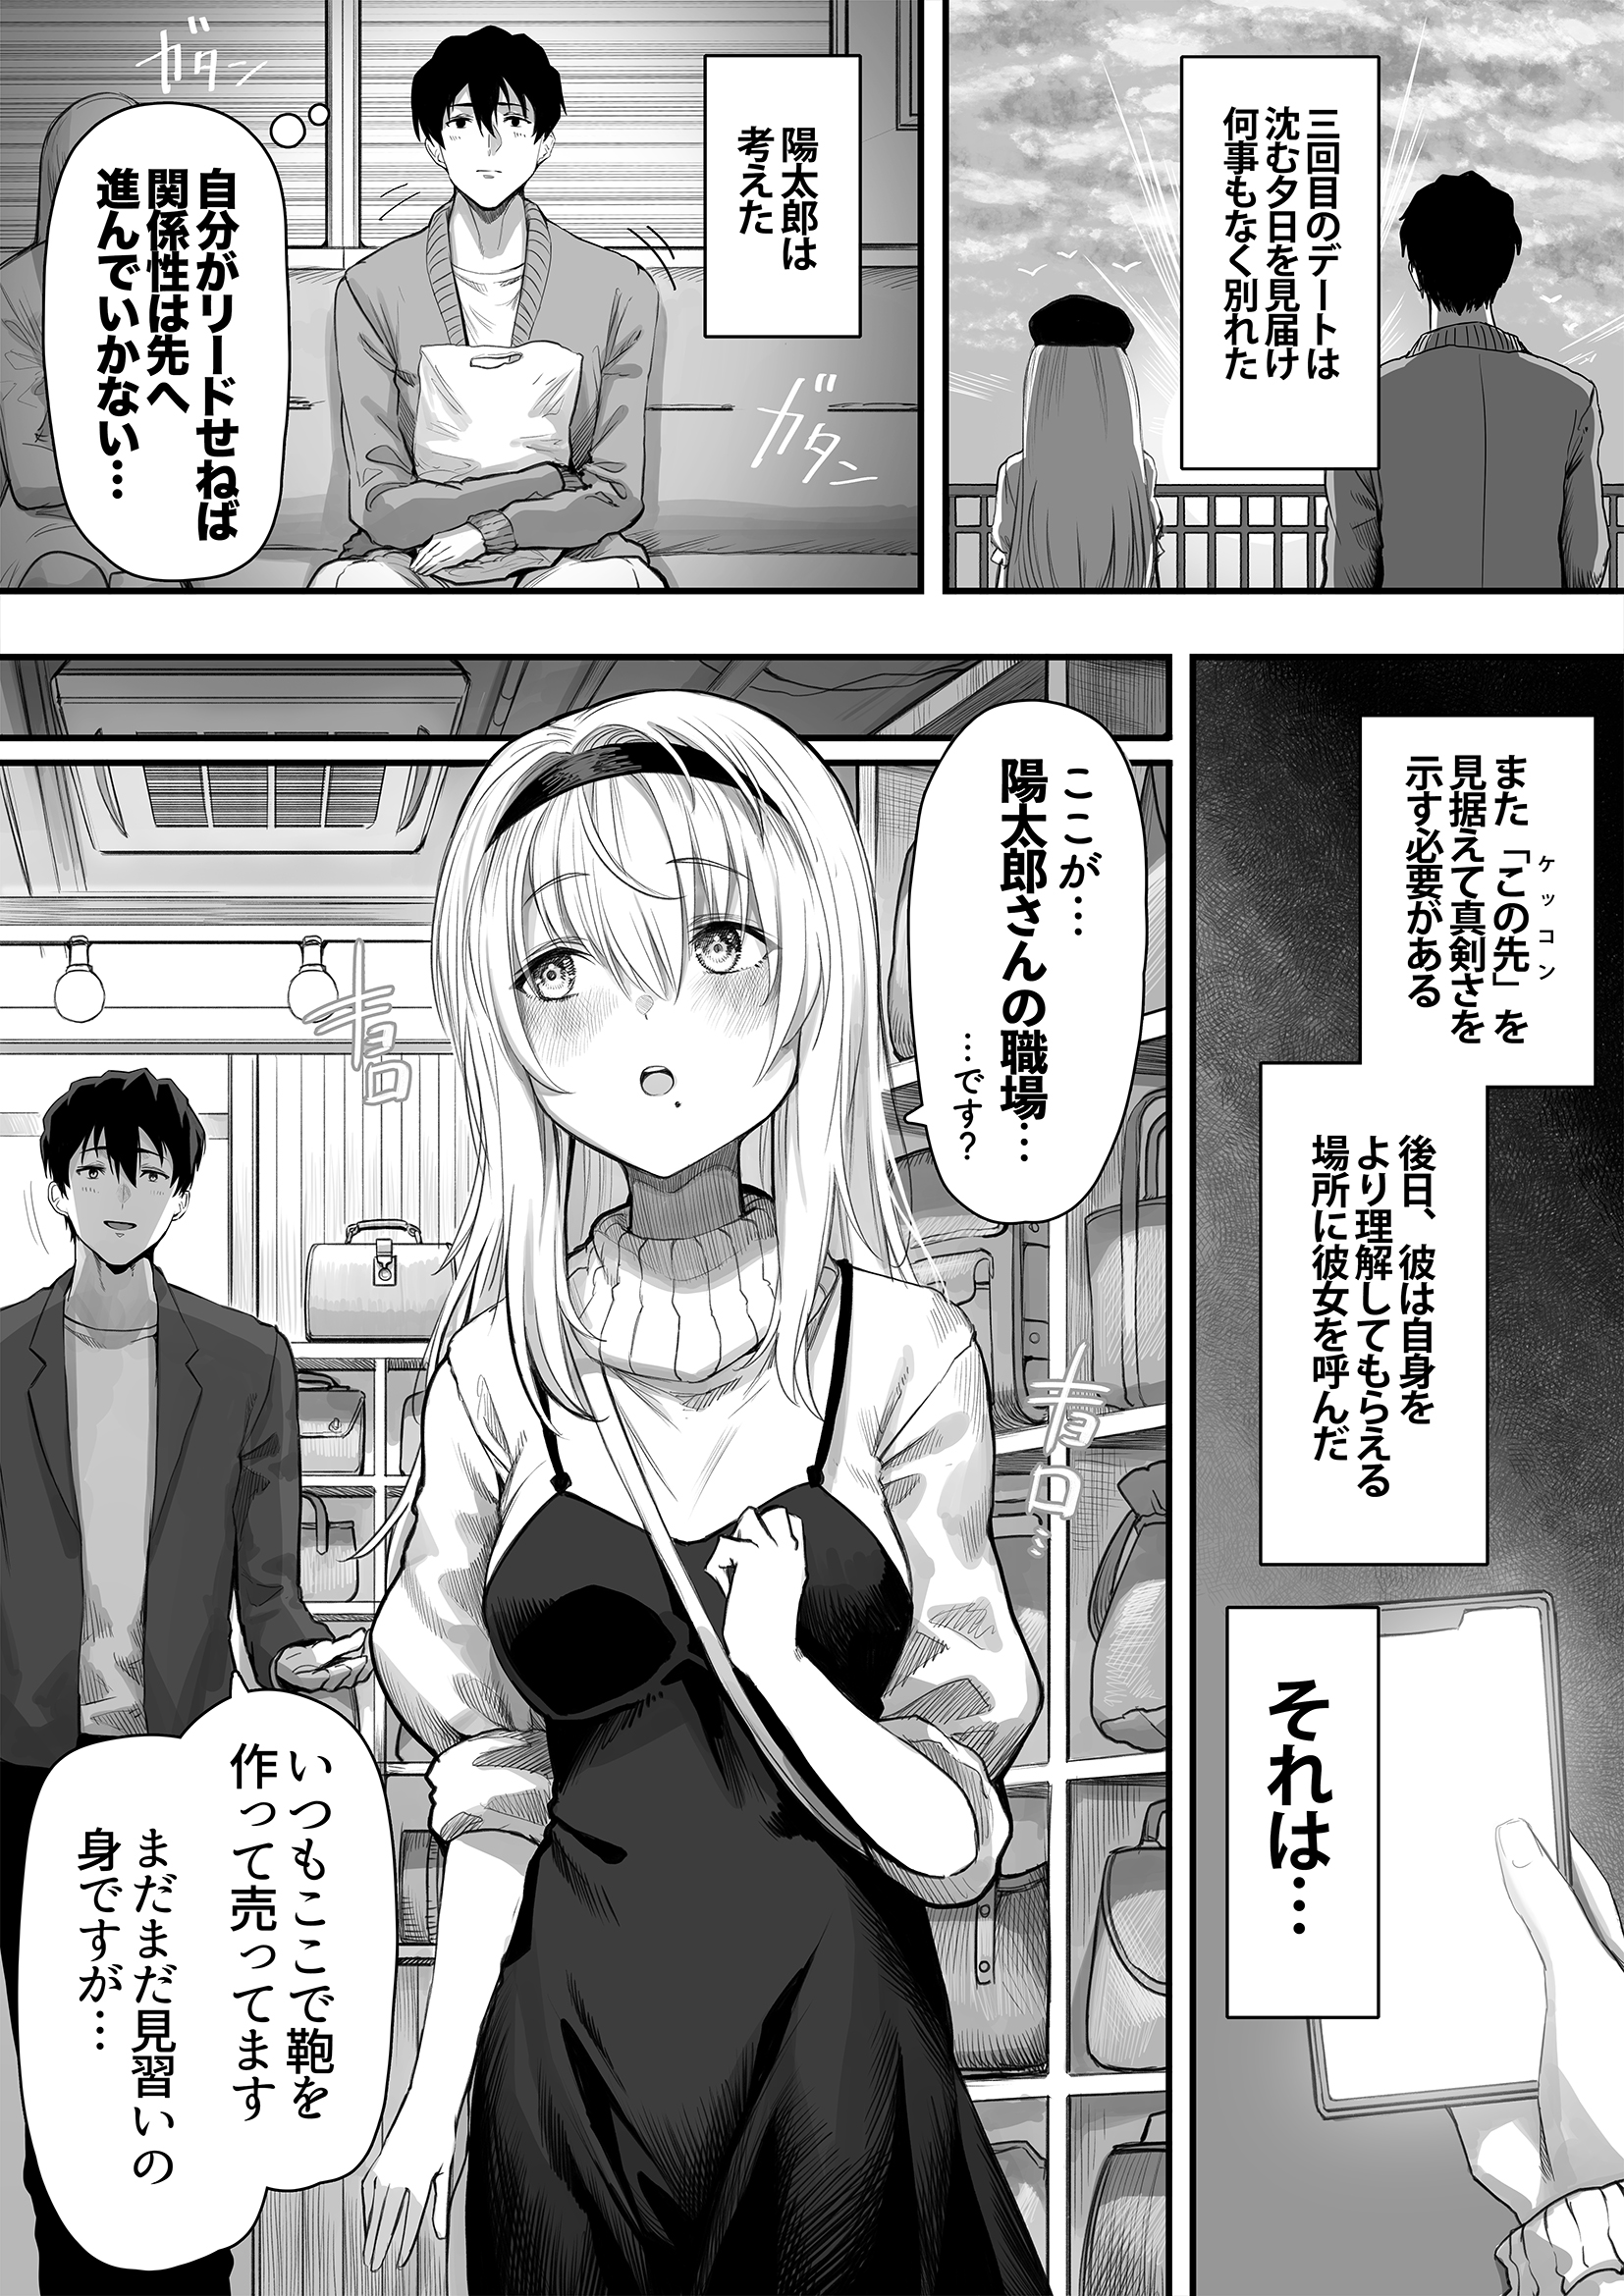 三回目のデートは
沈む夕日を見届け
何事もなく別れた
陽太郎は
考えた
ガタン
ガタン
自分がリードせねば
関係性は先へ
進んでいかない…
また「この先」を
ケッコン
見据えて真剣さを
示す必要がある
後日、彼は自身を
より理解してもらえる
場所に彼女を呼んだ
それは…
ここが…
陽太郎さんの職場…
…です?
キョロ
キョロ…
いつもここで鞄を
作って売ってます
まだまだ見習いの
身ですが…